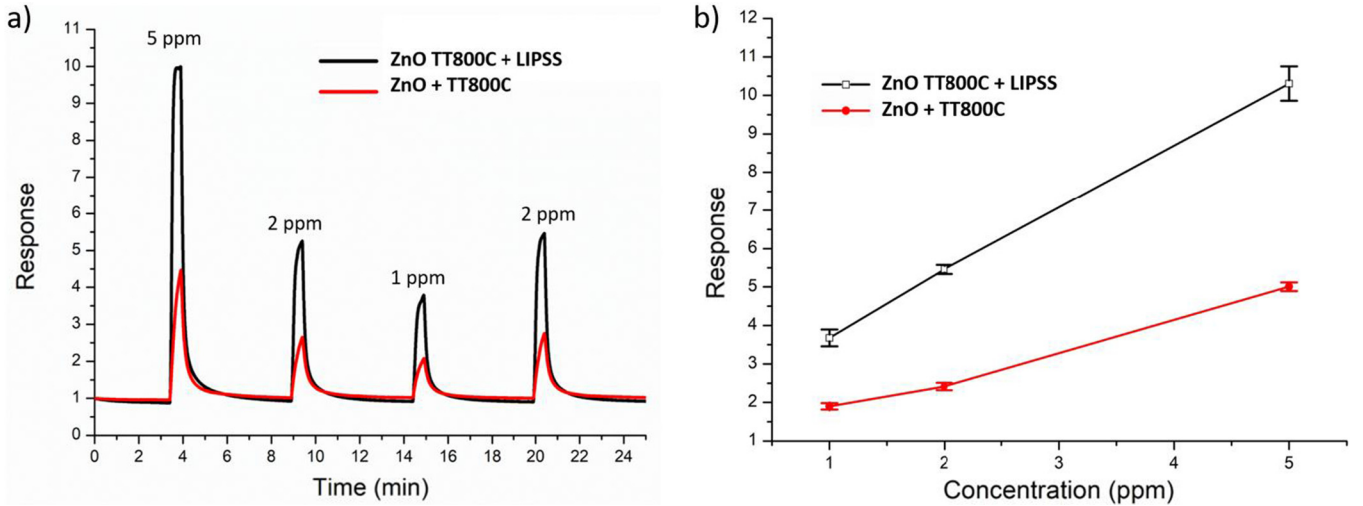 a)
5 ppm
ZnO TT800C + LIPSS
ZnO + TT800C
2 ppm
1 ppm
2 ppm
Response
11
10
9
8
7
6
5
4
3
2
1
0
0 2 4 6 8 10 12 14 16 18 20 22 24
Time (min)
b)
ZnO TT800C + LIPSS
ZnO + TT800C
Response
12
11
10
9
8
7
6
5
4
3
2
1
1 2 3 4 5
Concentration (ppm)